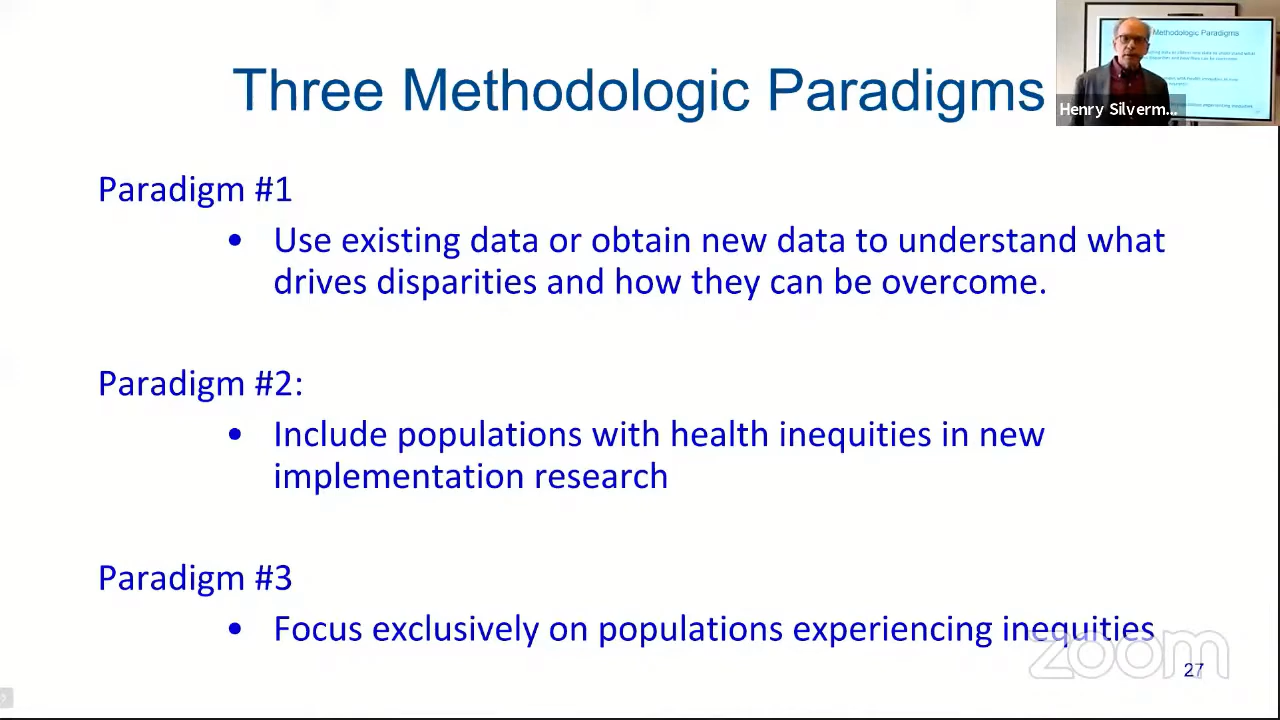 Three Methodologic Paradigms
Methodologic Paradigms
Henry Silverm...
Paradigm #1
• Use existing data or obtain new data to understand what
drives disparities and how they can be overcome.
Paradigm #2:
• Include populations with health inequities in new
implementation research
Paradigm #3
• Focus exclusively on populations experiencing inequities
zoom
27